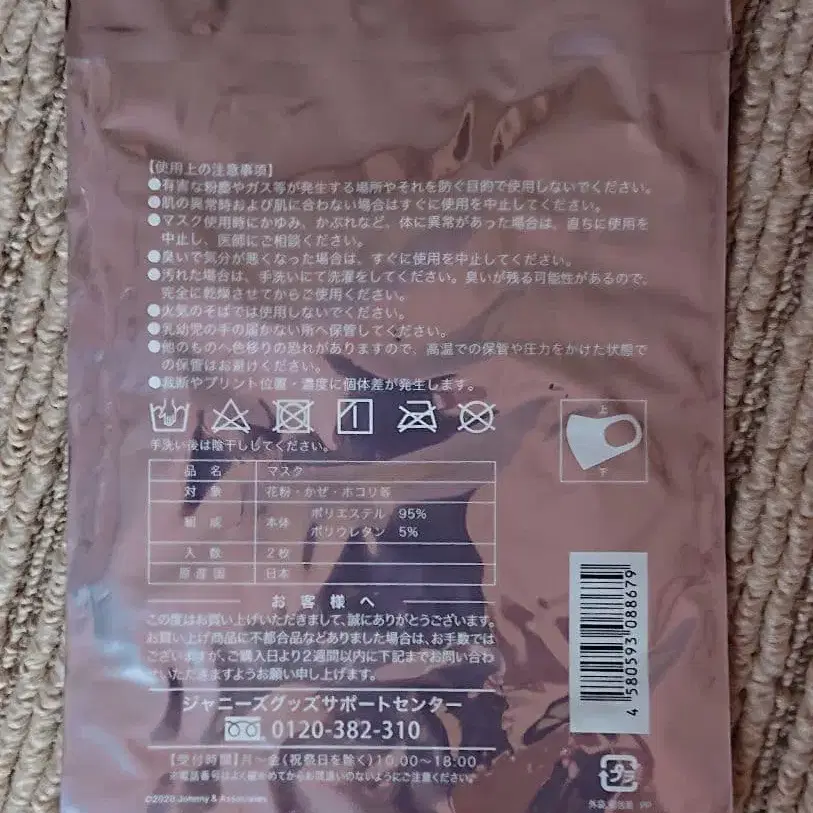 【使用上の注意事項】
●有害な粉塵やガス等が発生する場所やそれを防ぐ目的で使用しないでください。
●肌の異常時および肌に合わない場合はすぐに使用を中止してください。
●マスク使用時にかゆみ、かぶれなど、体に異常があった場合は、直ちに使用を
中止し、医師にご相談ください。
●臭いで気分が悪くなった場合は、すぐに使用を中止してください。
●汚れた場合は、手洗いにて洗濯をしてください。臭いが残る可能性があるので、
完全に乾燥させてからご使用ください。
●火気のそばでは使用しないでください。
●乳幼児の手の届かない所へ保管してください。
●他のものへ色移りの恐れがありますので、高温での保管や圧力をかけた状態で
の保管はお避けください。
●裁断やプリント位置・濃度に個体差が発生します。
手洗い後は陰干ししてください。
上
下
品名 マスク
対象 花粉・かぜ・ホコリ等
組成 本体 ポリエステル 95%
ポリウレタン 5%
入数 2枚
原産国 日本
お客様へ
この度はお買い上げいただきまして、誠にありがとうございます。
お買い上げ商品に不都合品などありました場合は、お手数では
ございますが、ご購入日より2週間以内に下記までお問い合わ
せいただきますようお願い申し上げます。
ジャニーズグッズサポートセンター
0120-382-310
【受付時間】月~金(祝祭日を除く)10:00~18:00
※電話番号はよく確かめてからお間違いのないようにご注意ください。
©2020 Johnny & Associates
4 580593 088679
プラ
外袋、個包装 PP